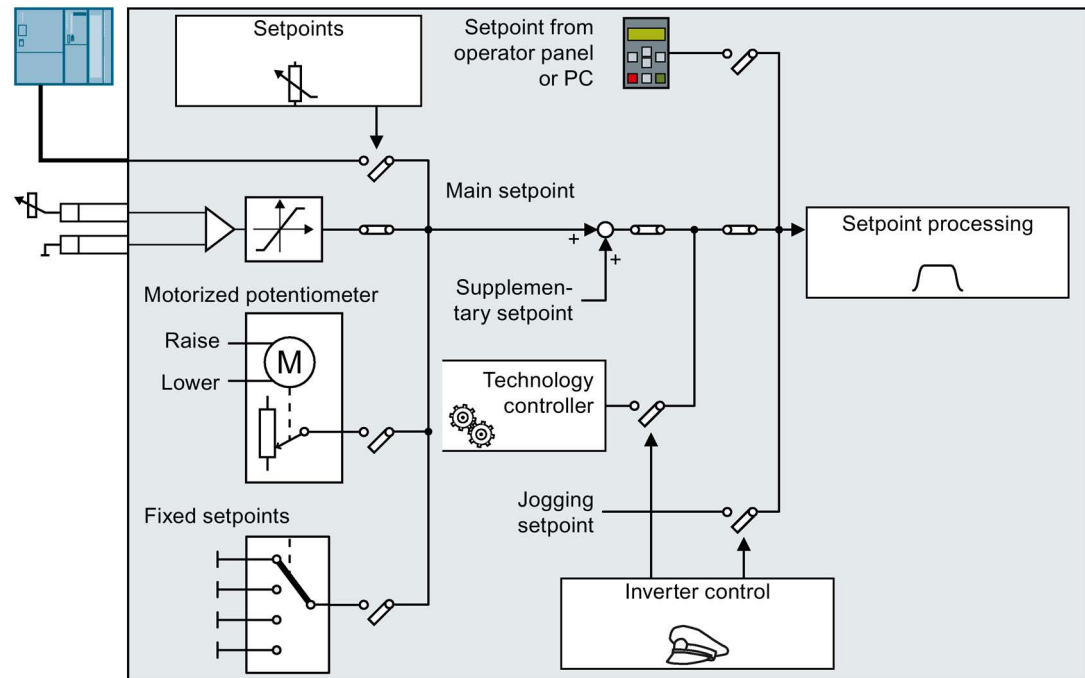 Setpoints
Setpoint from
operator panel
or PC
Main setpoint
+
+
Setpoint processing
Supplemen-
tary setpoint
Motorized potentiometer
Raise
M
Lower
Technology
controller
Jogging
setpoint
Fixed setpoints
Inverter control